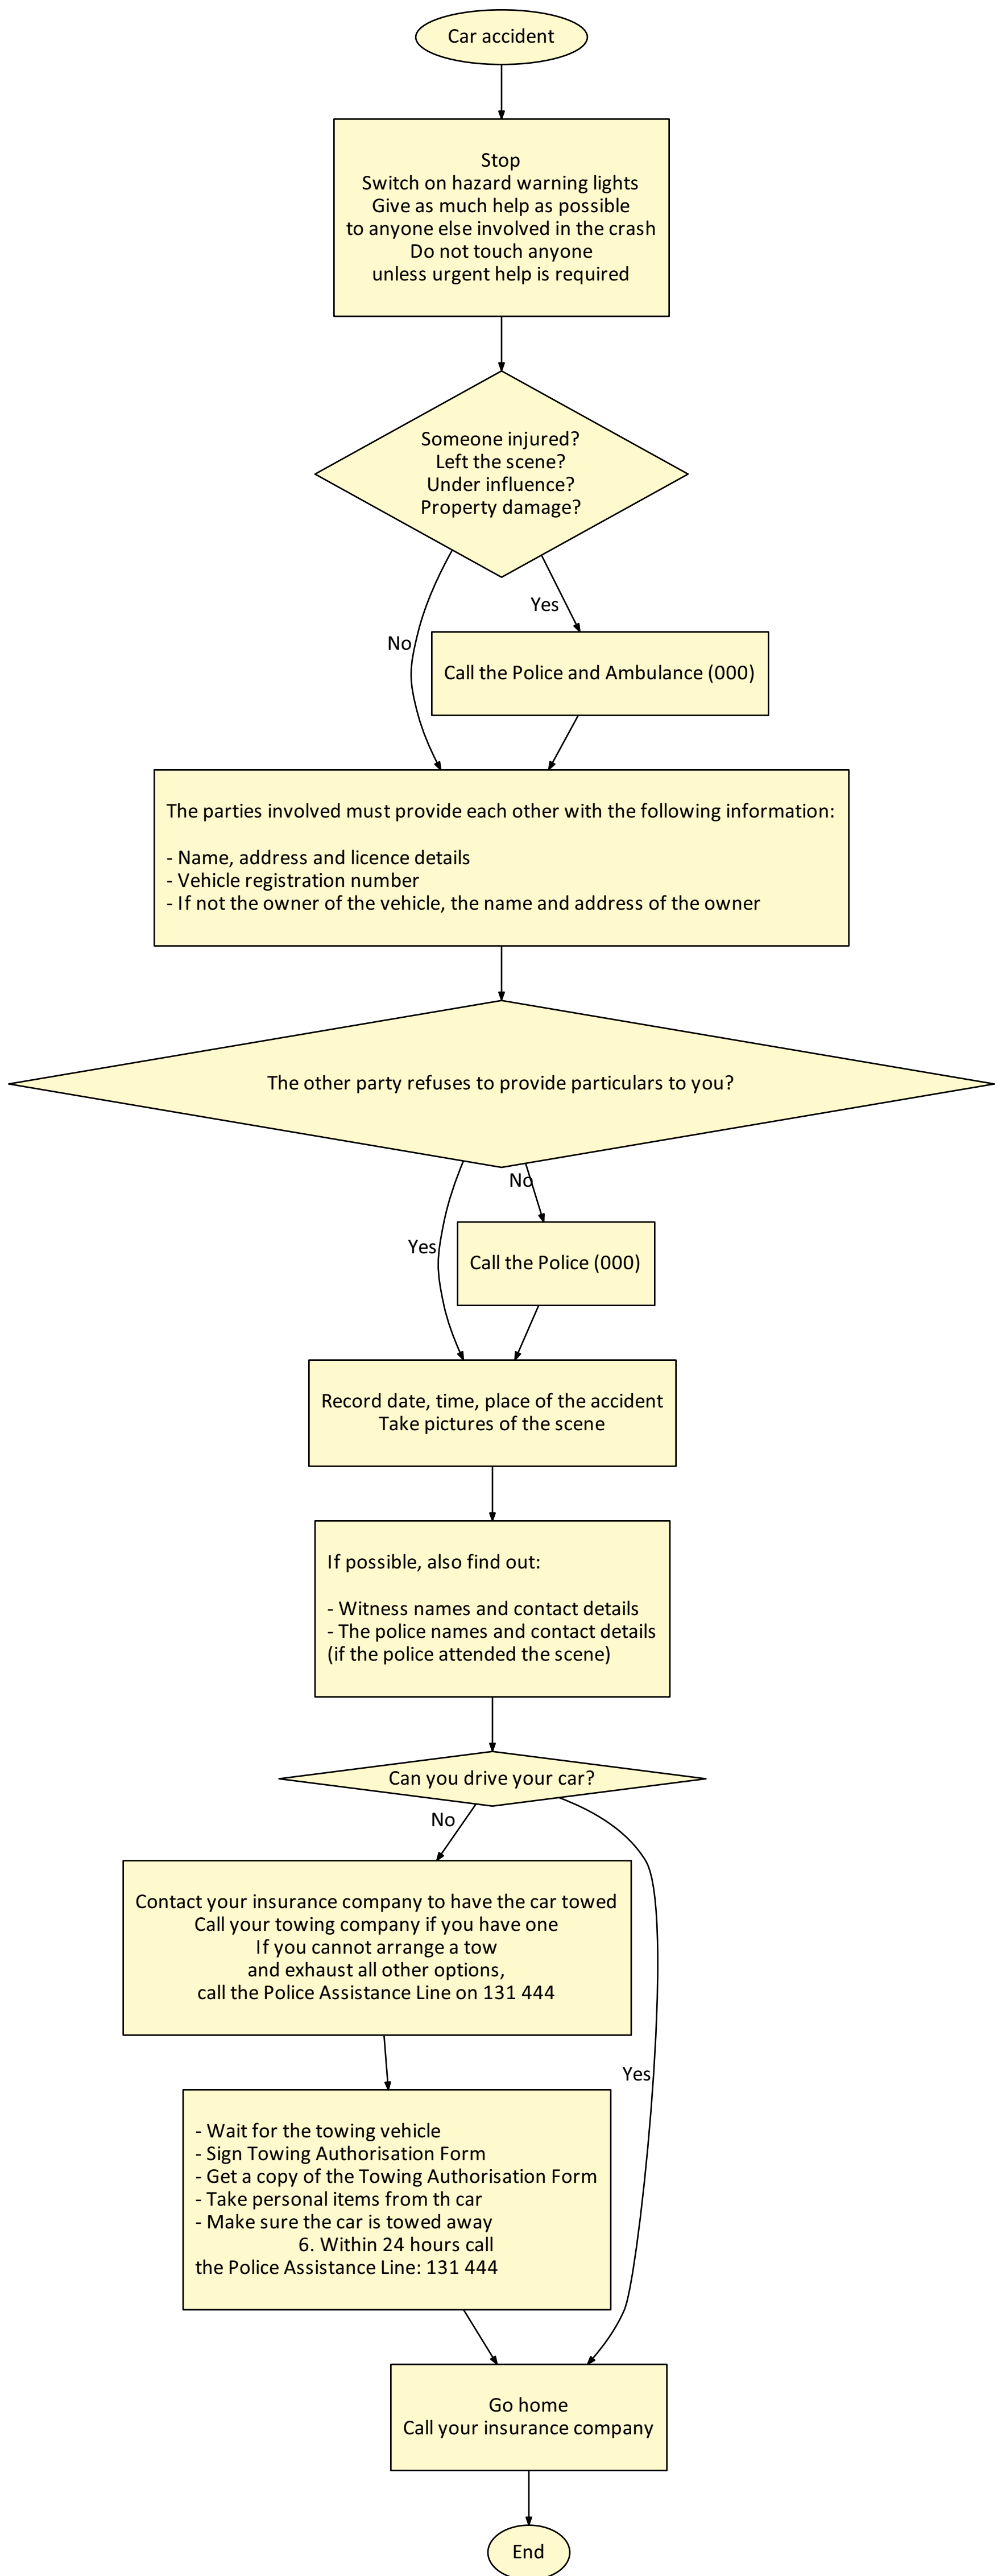 Car accident
Stop
Switch on hazard warning lights
Give as much help as possible
to anyone else involved in the crash
Do not touch anyone
unless urgent help is required
Someone injured?
Left the scene?
Under influence?
Property damage?
Yes
No
Call the Police and Ambulance (000)
The parties involved must provide each other with the following information:
- Name, address and licence details
- Vehicle registration number
- If not the owner of the vehicle, the name and address of the owner
The other party refuses to provide particulars to you?
No
Yes
Call the Police (000)
Record date, time, place of the accident
Take pictures of the scene
If possible, also find out:
- Witness names and contact details
- The police names and contact details
(if the police attended the scene)
Can you drive your car?
No
Contact your insurance company to have the car towed
Call your towing company if you have one
If you cannot arrange a tow
and exhaust all other options,
call the Police Assistance Line on 131 444
Yes
- Wait for the towing vehicle
- Sign Towing Authorisation Form
- Get a copy of the Towing Authorisation Form
- Take personal items from th car
- Make sure the car is towed away
6. Within 24 hours call
the Police Assistance Line: 131 444
Go home
Call your insurance company
End